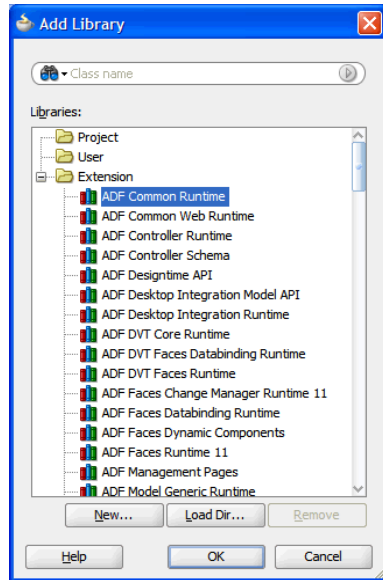 Add Library
Class name
Libraries:
Project
User
Extension
ADF Common Runtime
ADF Common Web Runtime
ADF Controller Runtime
ADF Controller Schema
ADF Designtime API
ADF Desktop Integration Model API
ADF Desktop Integration Runtime
ADF DVT Core Runtime
ADF DVT Faces Databinding Runtime
ADF DVT Faces Runtime
ADF Faces Change Manager Runtime 11
ADF Faces Databinding Runtime
ADF Faces Dynamic Components
ADF Faces Runtime 11
ADF Management Pages
ADF Model Generic Runtime
New... Load Dir... Remove
Help OK Cancel